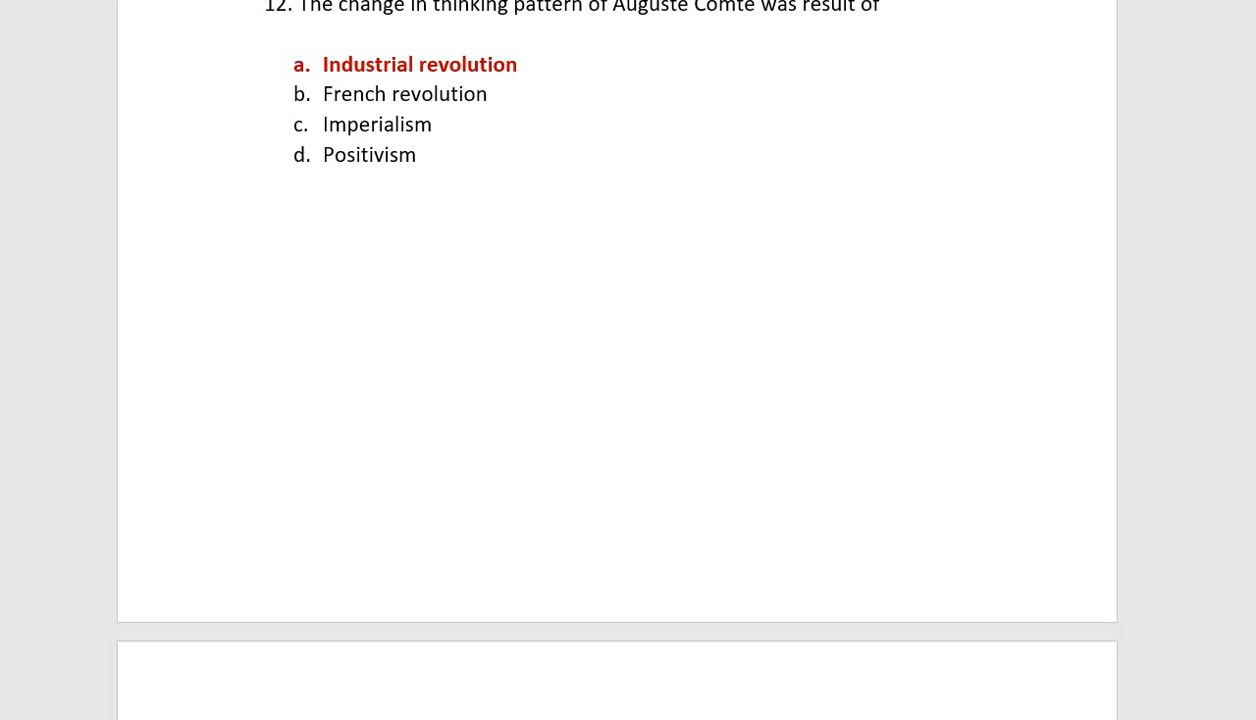 12. The change in thinking pattern of Auguste Comte was result of
a. Industrial revolution
b. French revolution
c. Imperialism
d. Positivism